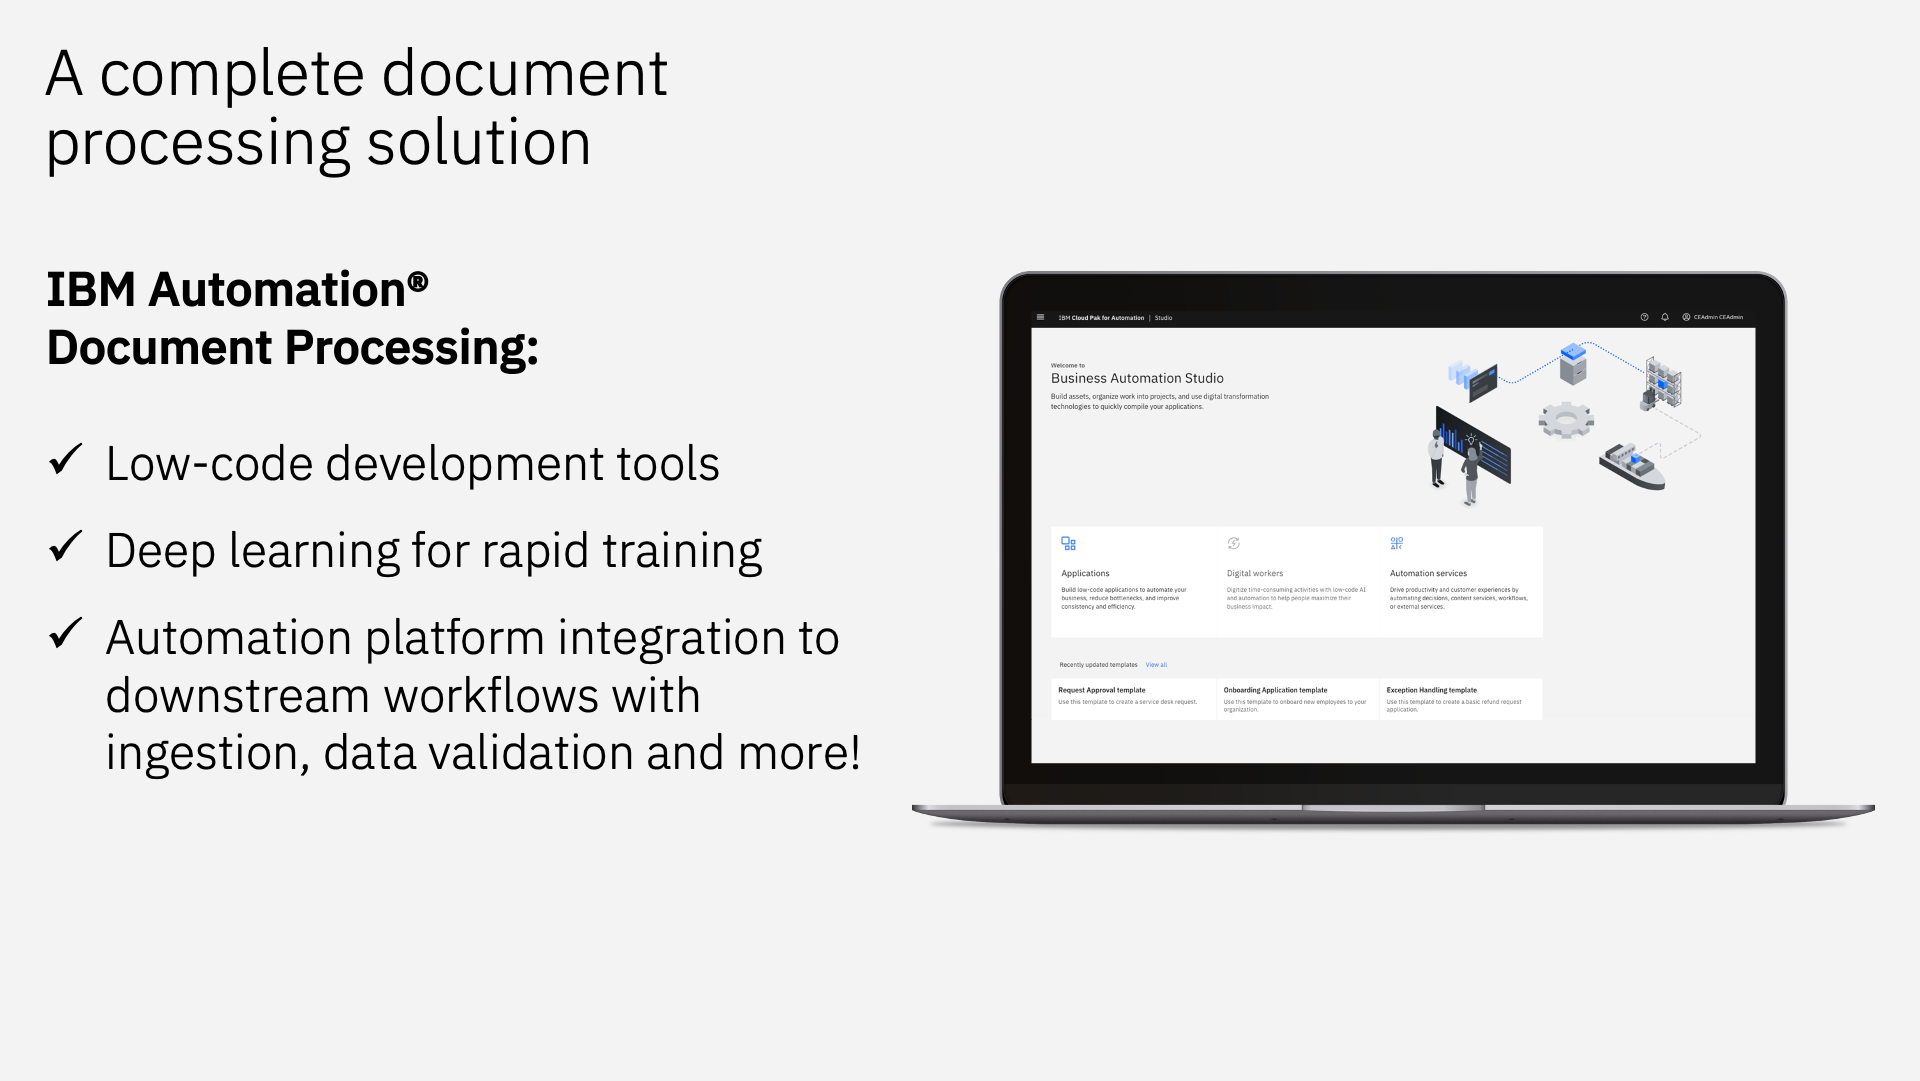 A complete document
processing solution
IBM Automation®
Document Processing:
✓ Low-code development tools
✓ Deep learning for rapid training
✓ Automation platform integration to
downstream workflows with
ingestion, data validation and more!
IBM Cloud Pak for Automation | Studio
CEAdmin CEAdmin
Welcome to
Business Automation Studio
Build assets, organize work into projects, and use digital transformation
technologies to quickly compile your applications.
Applications
Build low-code applications to automate your
business, reduce bottlenecks, and improve
consistency and efficiency.
Digital workers
Digitize time-consuming activities with low-code AI
and automation to help people maximize their
business impact.
Automation services
Drive productivity and customer experiences by
automating decisions, content services, workflows,
or external services.
Recently updated templates View all
Request Approval template
Use this template to create a service desk request.
Onboarding Application template
Use this template to onboard new employees to your
organization.
Exception Handling template
Use this template to create a basic refund request
application.